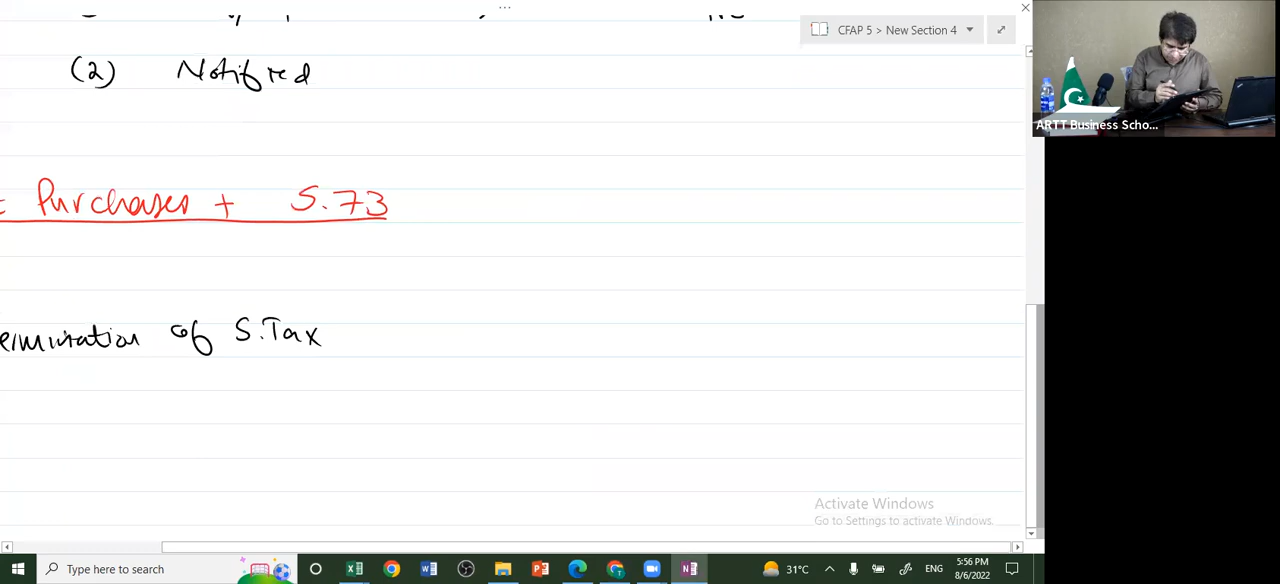 CFAP 5 > New Section 4
(2) Notified
Purchases + S.73
ermination of S.Tax
ARTT Business Scho...
Activate Windows
Go to Settings to activate Windows.
Type here to search
31°C
ENG
5:56 PM
8/6/2022